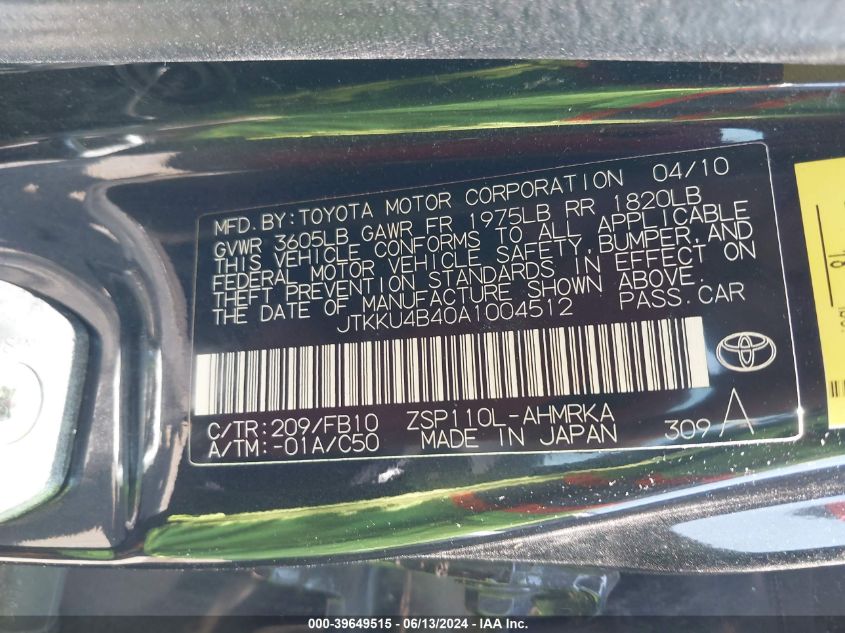 MFD. BY: TOYOTA MOTOR CORPORATION 04/10
GVWR 3605LB GAWR FR 1975LB RR 1820LB
THIS VEHICLE CONFORMS TO ALL APPLICABLE
FEDERAL MOTOR VEHICLE SAFETY, BUMPER, AND
THEFT PREVENTION STANDARDS IN EFFECT ON
THE DATE OF MANUFACTURE SHOWN ABOVE.
JTKKU4B40A1004512 PASS. CAR
C/TR: 209/FB10 ZSP110L-AHMRKA
A/TM: -01A/C50 MADE IN JAPAN 309 A
000-39649515 - 06/13/2024 - IAA Inc.